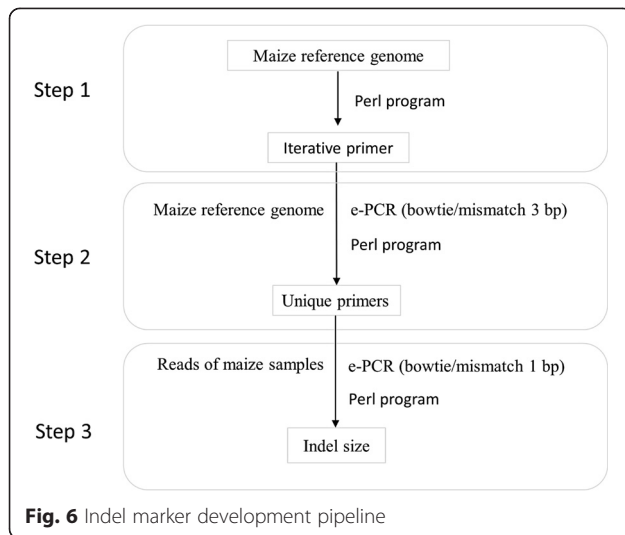 Step 1
Maize reference genome
Perl program
Iterative primer
Step 2
Maize reference genome e-PCR (bowtie/mismatch 3 bp)
Perl program
Unique primers
Step 3
Reads of maize samples e-PCR (bowtie/mismatch 1 bp)
Perl program
Indel size
Fig. 6 Indel marker development pipeline